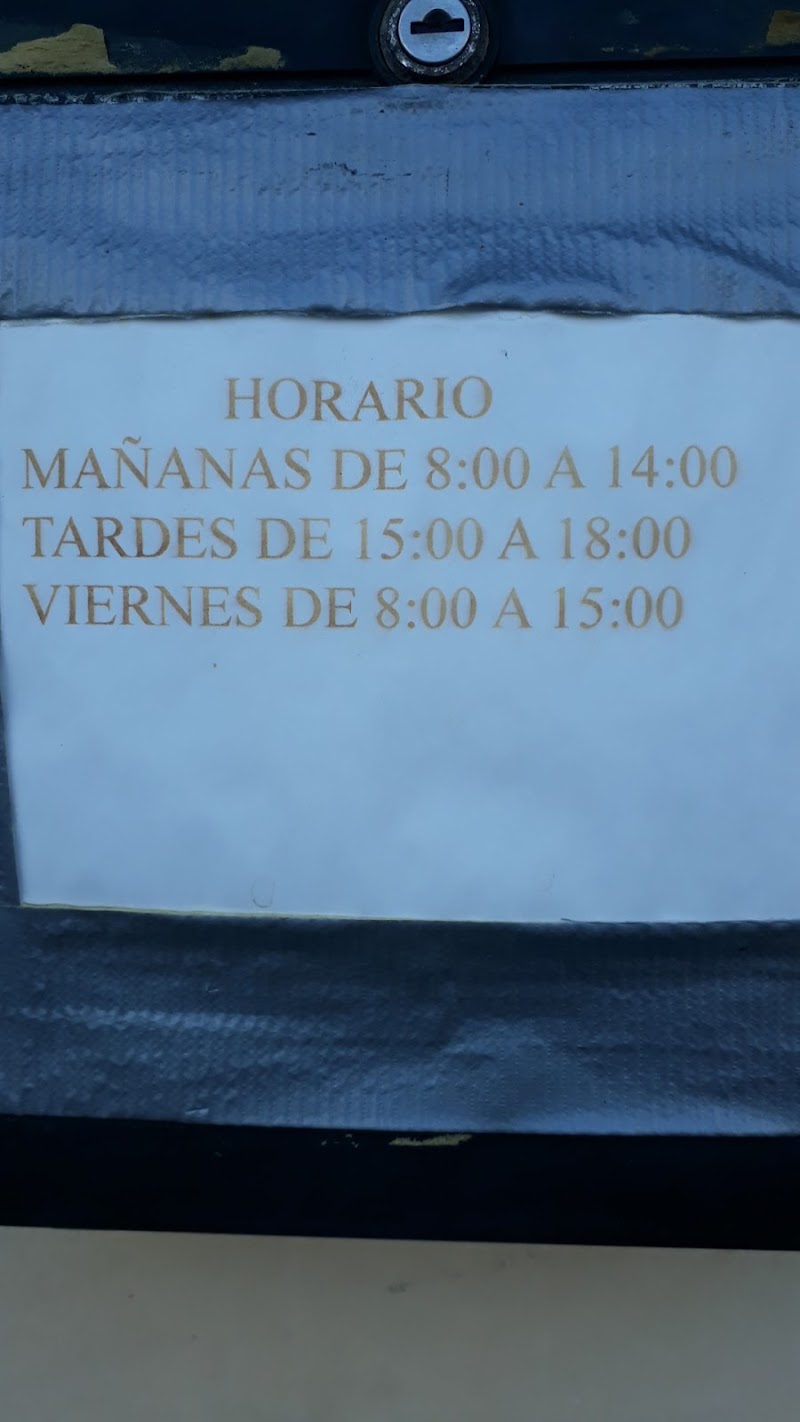 HORARIO
MAÑANAS DE 8:00 A 14:00
TARDES DE 15:00 A 18:00
VIERNES DE 8:00 A 15:00